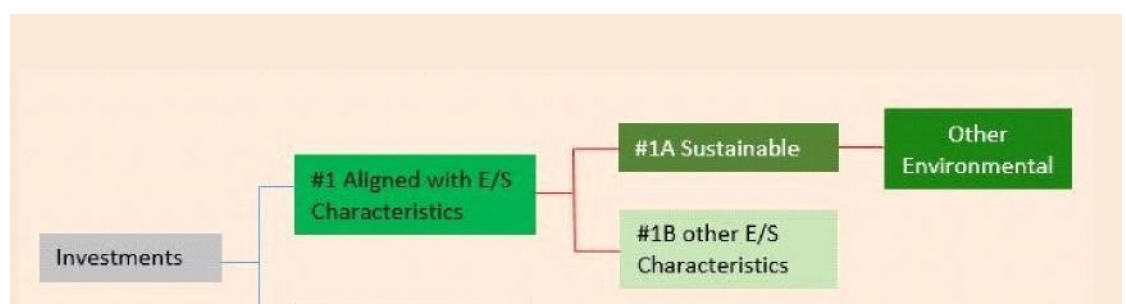 Other
Environmental
#1A Sustainable
#1 Aligned with E/S
Characteristics
#1B other E/S
Characteristics
Investments